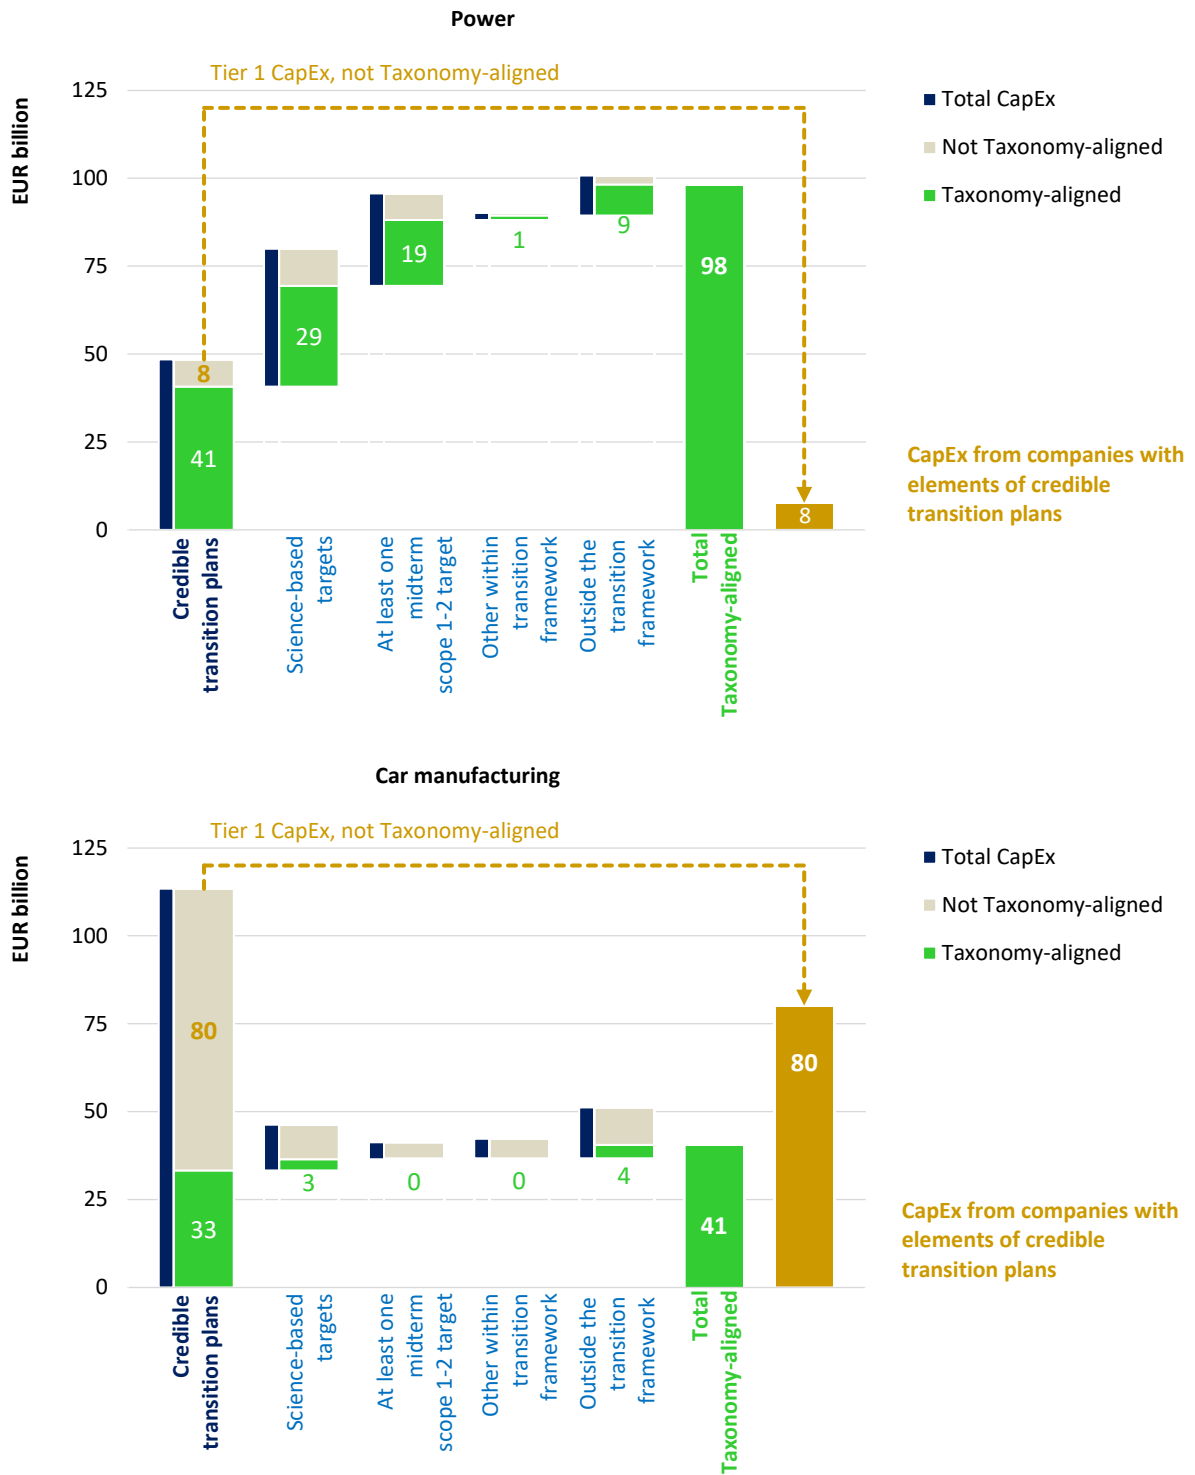 Power
Tier 1 CapEx, not Taxonomy-aligned
EUR billion
125
100
75
50
25
0
8
41
29
19
1
9
98
8
Total CapEx
Not Taxonomy-aligned
Taxonomy-aligned
CapEx from companies with
elements of credible
transition plans
Credible
transition plans
Science-based
targets
At least one
midterm
scope 1-2 target
Other within
transition
framework
Outside the
transition
framework
Total
Taxonomy-aligned
Car manufacturing
Tier 1 CapEx, not Taxonomy-aligned
EUR billion
125
100
75
50
25
0
80
33
3
0
0
4
41
80
Total CapEx
Not Taxonomy-aligned
Taxonomy-aligned
CapEx from companies with
elements of credible
transition plans
Credible
transition plans
Science-based
targets
At least one
midterm
scope 1-2 target
Other within
transition
framework
Outside the
transition
framework
Total
Taxonomy-aligned